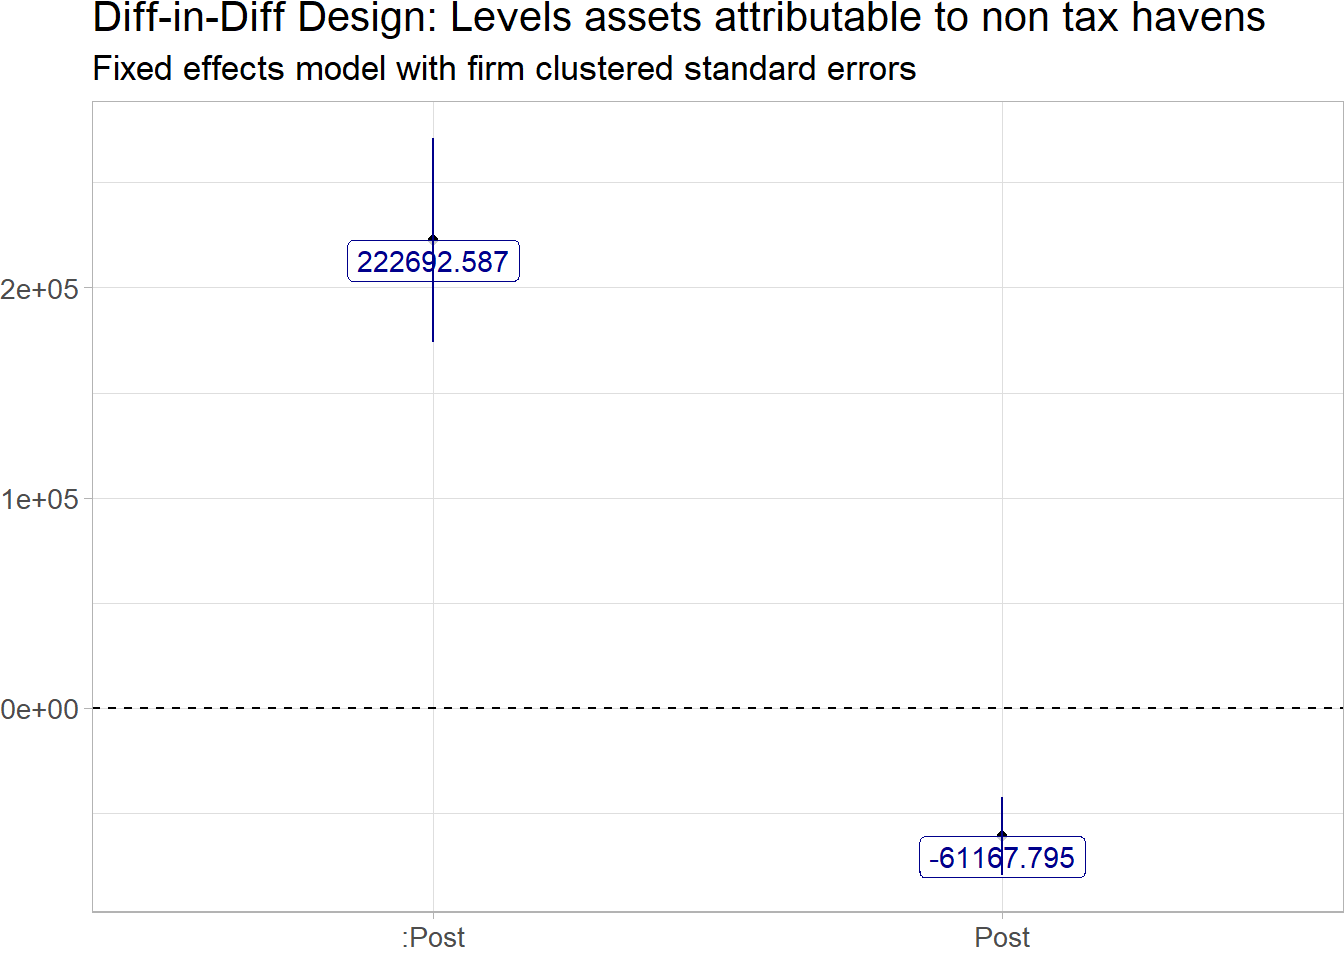 Diff-in-Diff Design: Levels assets attributable to non tax havens
Fixed effects model with firm clustered standard errors
222692.587
2e+05
1e+05
0e+00
-61167.795
:Post
Post